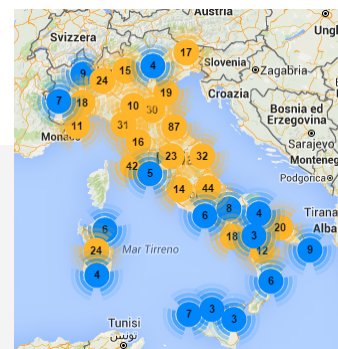 Austria
Svizzera
Ungh
17
4
15
9
24
Slovenia
Zagabria
19
Croazia
7
18
10
30
Bosnia ed
Erzegovina
11
31
87
Monaco
16
Sarajevo
23
32
Monteneg
42
5
Podgorica
14
44
6
8
4
Tirana
6
18
3
20
Alba
24
12
9
Mar Tirreno
4
6
7
3
3
Tunisi
تونس